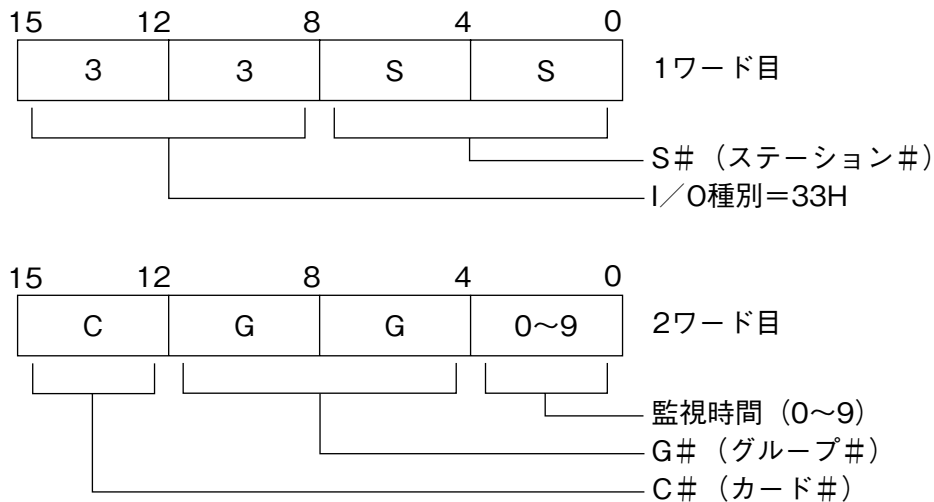 15 12 8 4 0
3 3 S S 1ワード目
S#(ステーション#)
I/O種別=33H
15 12 8 4 0
C G G 0~9 2ワード目
監視時間(0~9)
G#(グループ#)
C#(カード#)